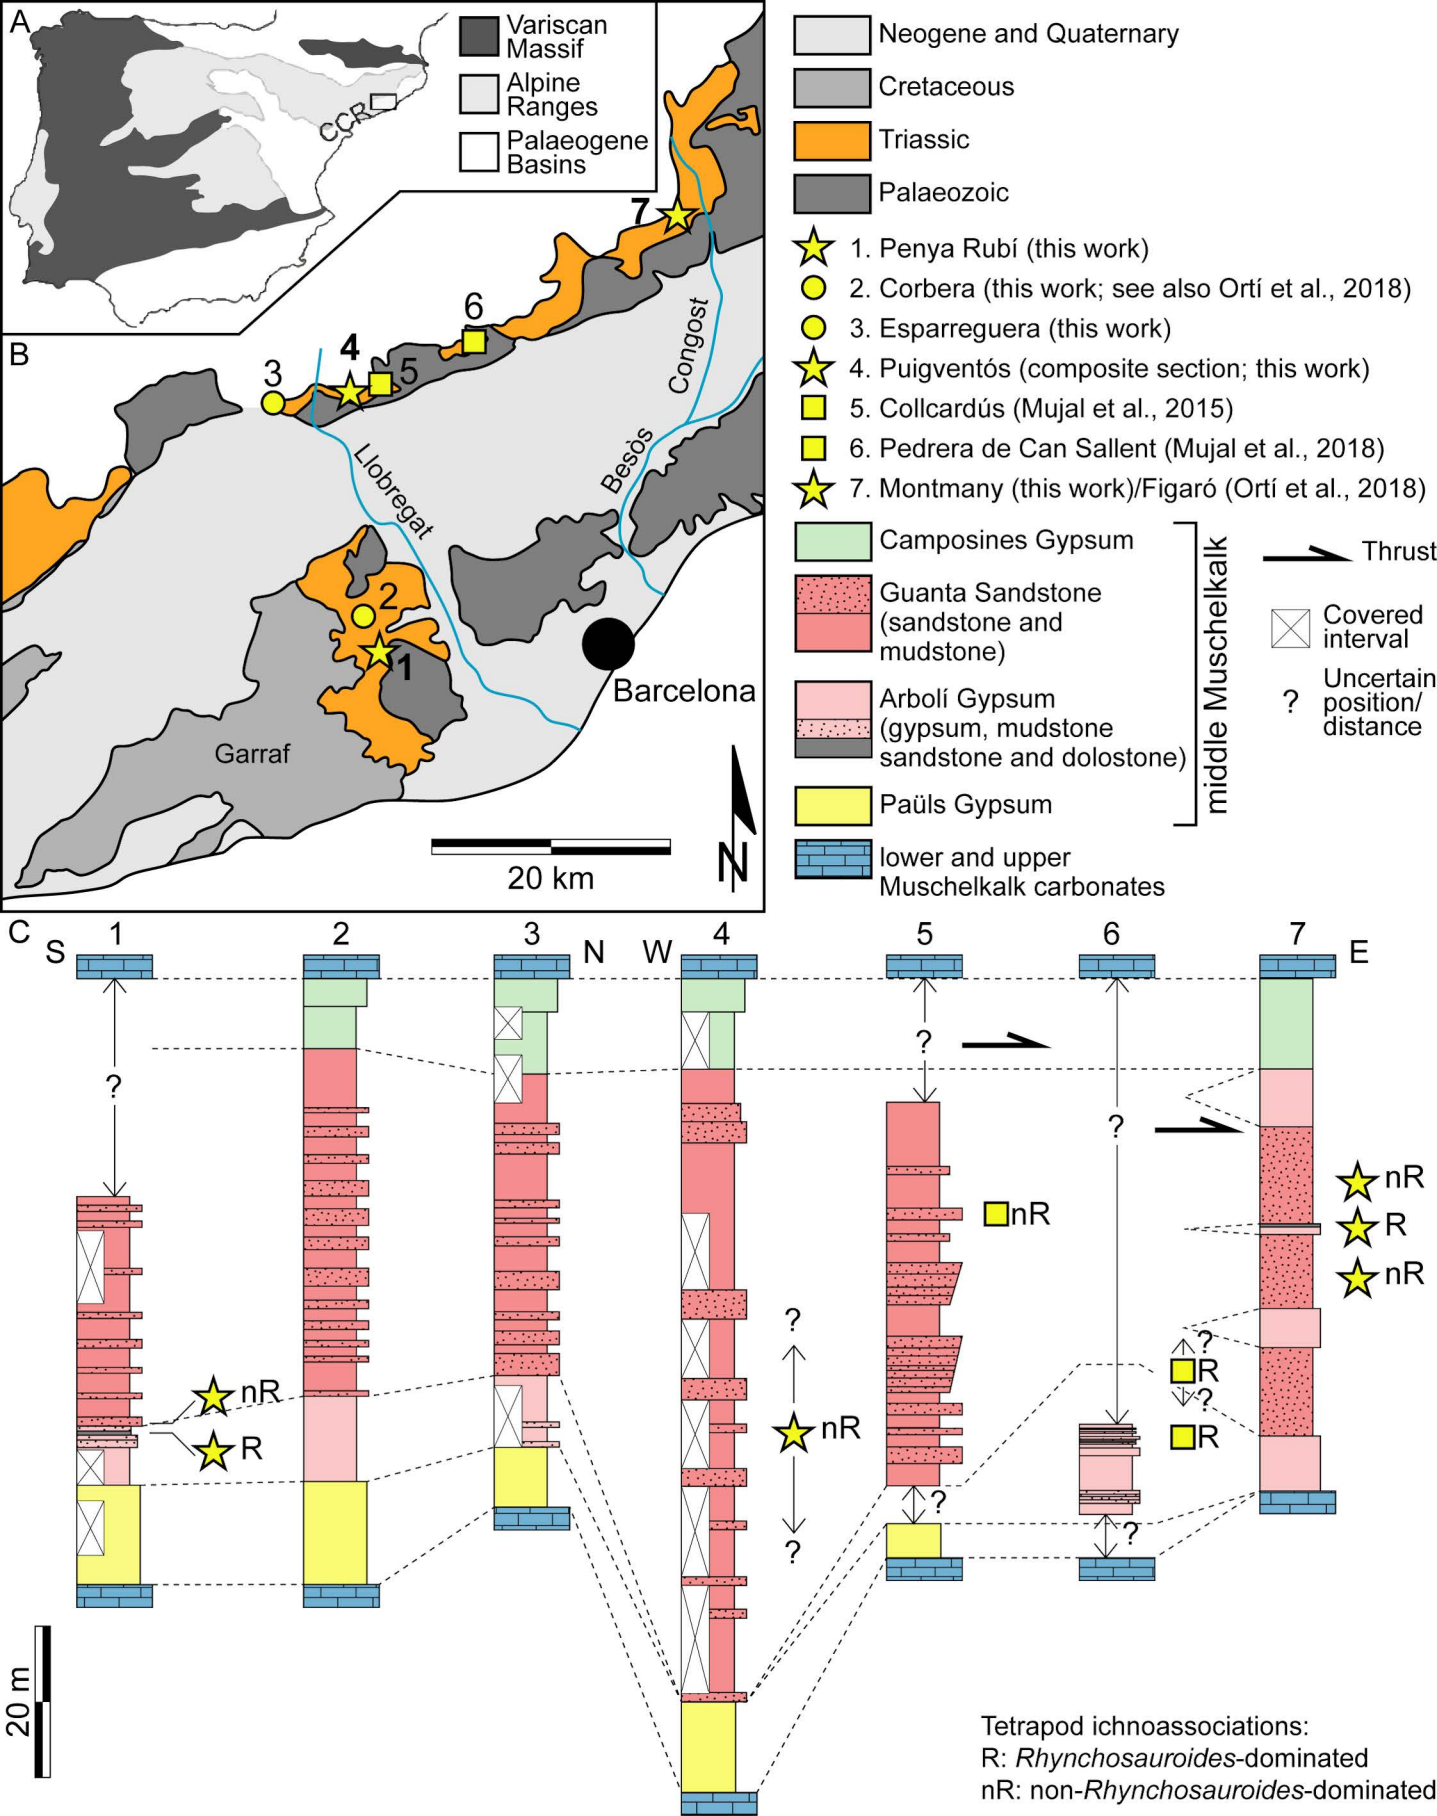 A
Variscan
Massif
Alpine
Ranges
Palaeogene
Basins
CCR
B
7
6
4
5
3
Congost
Besòs
Llobregat
2
1
Barcelona
Garraf
20 km
N
Neogene and Quaternary
Cretaceous
Triassic
Palaeozoic
1. Penya Rubí (this work)
2. Corbera (this work; see also Ortí et al., 2018)
3. Esparreguera (this work)
4. Puigventós (composite section; this work)
5. Collcardús (Mujal et al., 2015)
6. Pedrera de Can Sallent (Mujal et al., 2018)
7. Montmany (this work)/Figaró (Ortí et al., 2018)
Camposines Gypsum
Guanta Sandstone
(sandstone and
mudstone)
Arbolí Gypsum
(gypsum, mudstone
sandstone and dolostone)
Paüls Gypsum
middle Muschelkalk
lower and upper
Muschelkalk carbonates
Thrust
Covered
interval
?
Uncertain
position/
distance
C
S 1 2 3 N W 4 5 6 7 E
?
?
?
nR
R
nR
nR
R
nR
?
nR
?
?
R
?
R
?
?
20 m
Tetrapod ichnoassociations:
R: Rhynchosauroides-dominated
nR: non-Rhynchosauroides-dominated